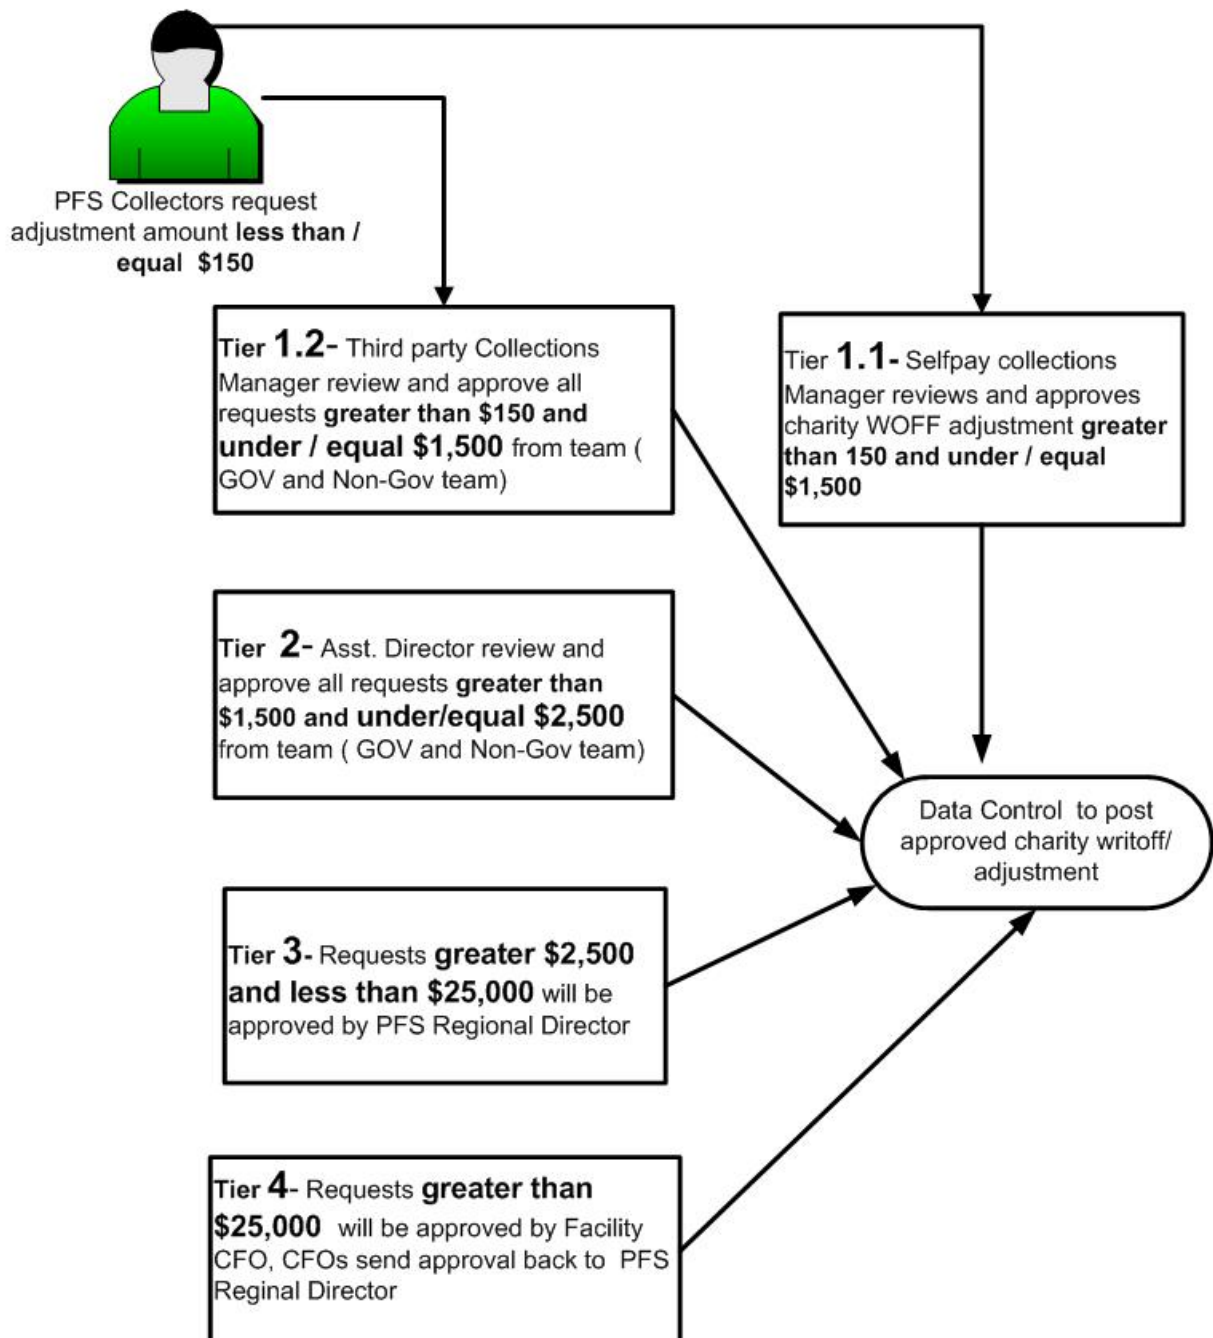 PFS Collectors request
adjustment amount less than /
equal $150
Tier 1.2- Third party Collections
Manager review and approve all
requests greater than $150 and
under / equal $1,500 from team (
GOV and Non-Gov team)
Tier 1.1- Selfpay collections
Manager reviews and approves
charity WOFF adjustment greater
than 150 and under / equal
$1,500
Tier 2- Asst. Director review and
approve all requests greater than
$1,500 and under/equal $2,500
from team ( GOV and Non-Gov team)
Data Control to post
approved charity writoff/
adjustment
Tier 3- Requests greater $2,500
and less than $25,000 will be
approved by PFS Regional Director
Tier 4- Requests greater than
$25,000 will be approved by Facility
CFO, CFOs send approval back to PFS
Reginal Director